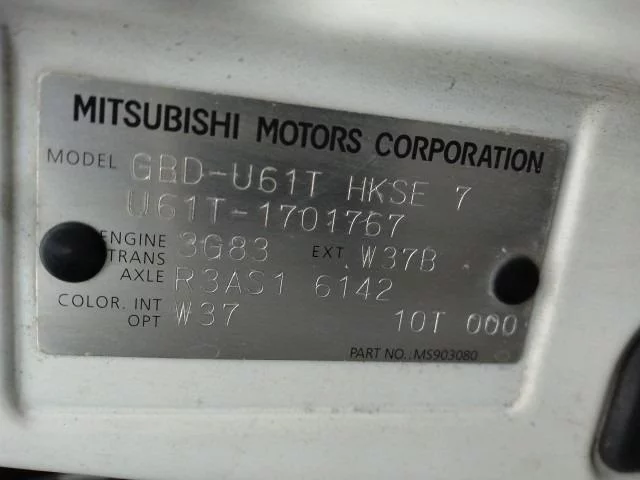 MITSUBISHI MOTORS CORPORATION
MODEL GBD-U61T HKSE 7
U61T-1701767
ENGINE 3G83 EXT W37B
TRANS AXLE R3AS1 6142
COLOR. INT OPT W37 10T 000
PART NO.: MS903080